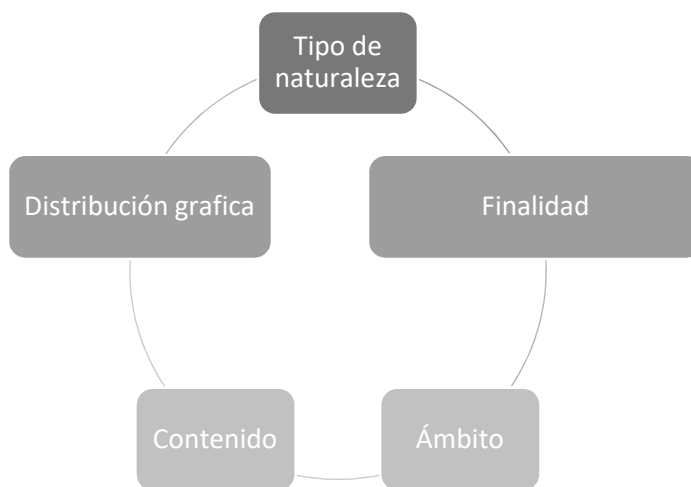 Tipo de
naturaleza
Distribución grafica
Finalidad
Contenido
Ámbito